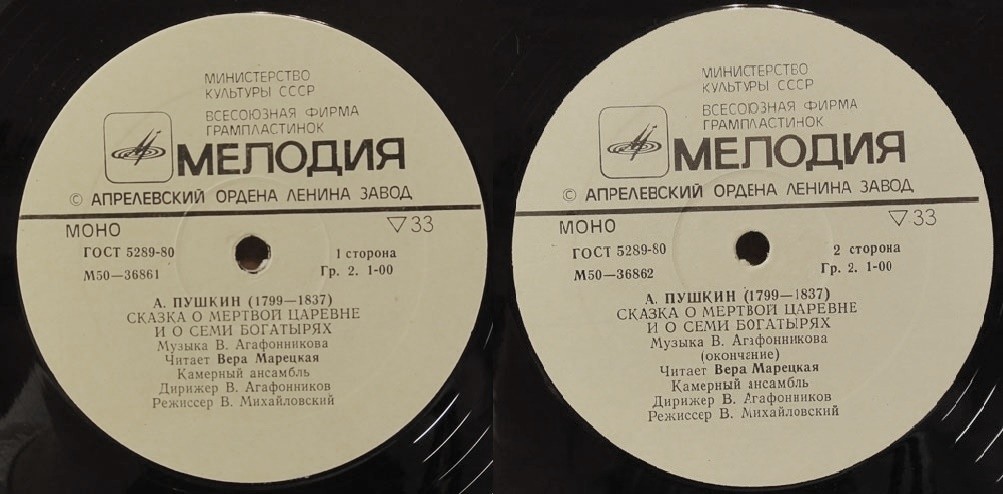 МИНИСТЕРСТВО
КУЛЬТУРЫ СССР
ВСЕСОЮЗНАЯ ФИРМА
ГРАМПЛАСТИНОК
МЕЛОДИЯ
© АПРЕЛЕВСКИЙ ОРДЕНА ЛЕНИНА ЗАВОД
МОНО
▽33
ГОСТ 5289-80
1 сторона
М50—36861
Гр. 2. 1-00
А. ПУШКИН (1799—1837)
СКАЗКА О МЕРТВОЙ ЦАРЕВНЕ
И О СЕМИ БОГАТЫРЯХ
Музыка В. Агафонникова
Читает Вера Марецкая
Камерный ансамбль
Дирижер В. Агафонников
Режиссер В. Михайловский
МИНИСТЕРСТВО
КУЛЬТУРЫ СССР
ВСЕСОЮЗНАЯ ФИРМА
ГРАМПЛАСТИНОК
МЕЛОДИЯ
© АПРЕЛЕВСКИЙ ОРДЕНА ЛЕНИНА ЗАВОД
МОНО
▽33
ГОСТ 5289-80
2 сторона
М50—36862
Гр. 2. 1-00
А. ПУШКИН (1799—1837)
СКАЗКА О МЕРТВОЙ ЦАРЕВНЕ
И О СЕМИ БОГАТЫРЯХ
Музыка В. Агафонникова
(окончание)
Читает Вера Марецкая
Камерный ансамбль
Дирижер В. Агафонников
Режиссер В. Михайловский